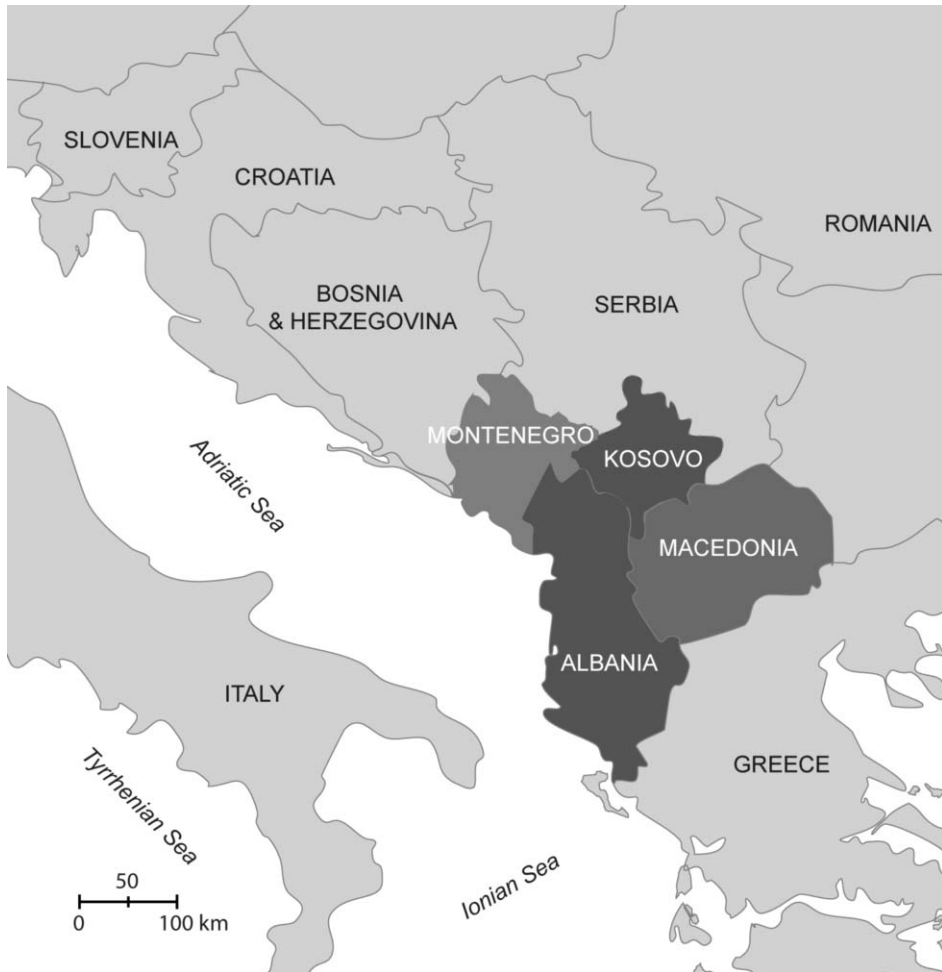 SLOVENIA
CROATIA
ROMANIA
BOSNIA
& HERZEGOVINA
SERBIA
MONTENEGRO
KOSOVO
Adriatic Sea
MACEDONIA
ALBANIA
ITALY
GREECE
Tyrrhenian Sea
Ionian Sea
50
0 100 km